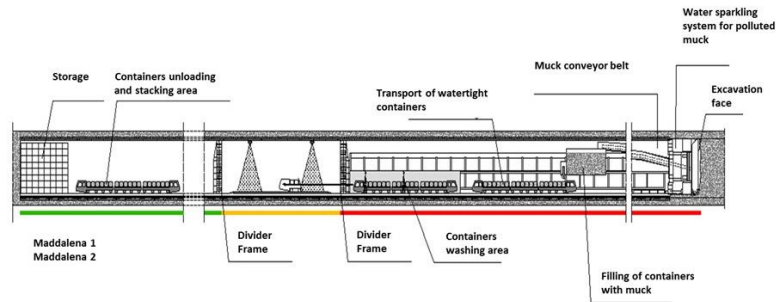 Water sparkling
system for polluted
muck
Storage
Containers unloading
and stacking area
Muck conveyor belt
Transport of watertight
containers
Excavation
face
Maddalena 1
Maddalena 2
Divider
Frame
Divider
Frame
Containers
washing area
Filling of containers
with muck